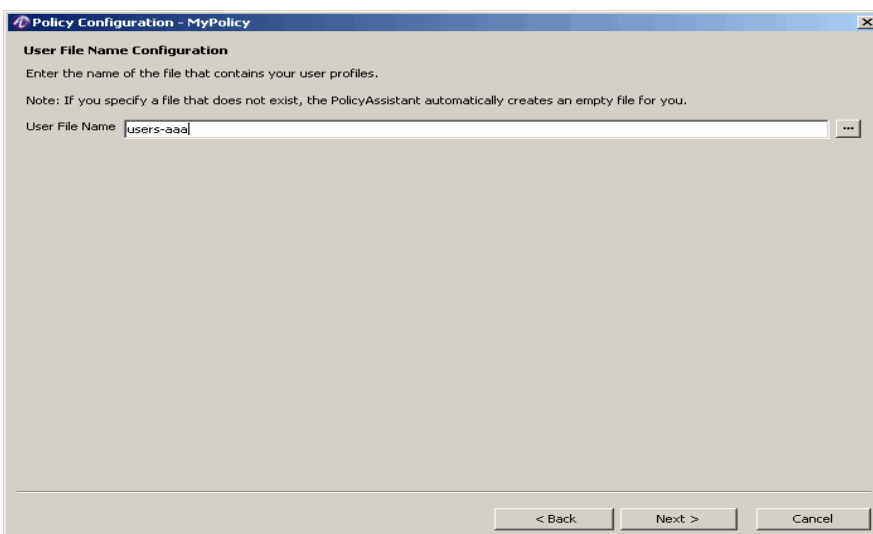 Policy Configuration - MyPolicy
User File Name Configuration
Enter the name of the file that contains your user profiles.
Note: If you specify a file that does not exist, the PolicyAssistant automatically creates an empty file for you.
User File Name users-aaa ...
< Back Next > Cancel